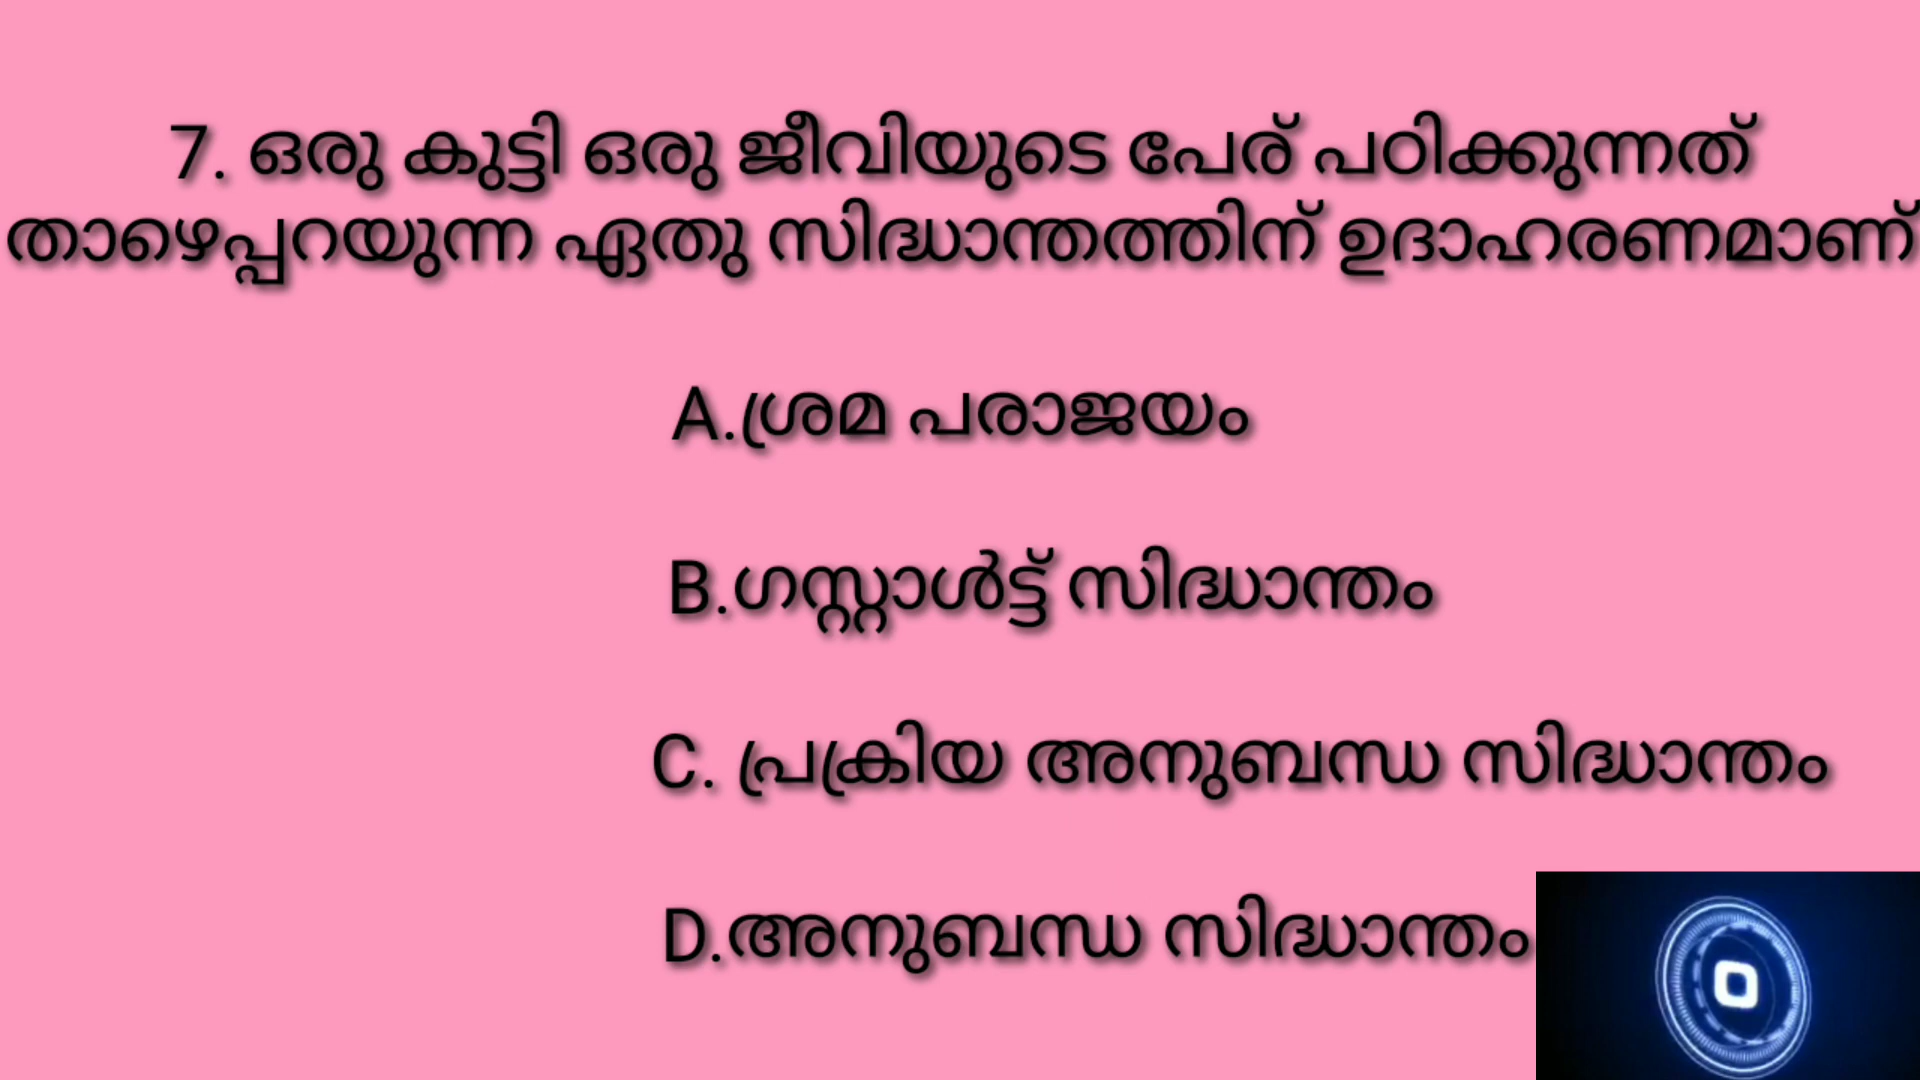 7. ഒരു കുട്ടി ഒരു ജീവിയുടെ പേര് പഠിക്കുന്നത്
താഴെപ്പറയുന്ന ഏതു സിദ്ധാന്തത്തിന് ഉദാഹരണമാണ്
A.ശ്രമ പരാജയം
B.ഗസ്റ്റാൾട്ട് സിദ്ധാന്തം
C. പ്രക്രിയ അനുബന്ധ സിദ്ധാന്തം
D.അനുബന്ധ സിദ്ധാന്തം